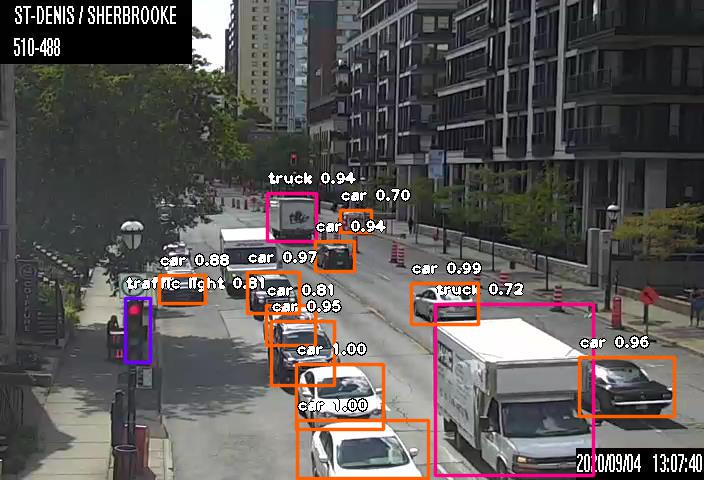 ST-DENIS / SHERBROOKE
510-488
truck 0.94
car 0.70
car 0.94
car 0.97
car 0.88
car 0.99
traffic light 0.81
car 0.81
truck 0.72
car 0.95
car 0.96
car 1.00
car 1.00
2020/09/04 13:07:40